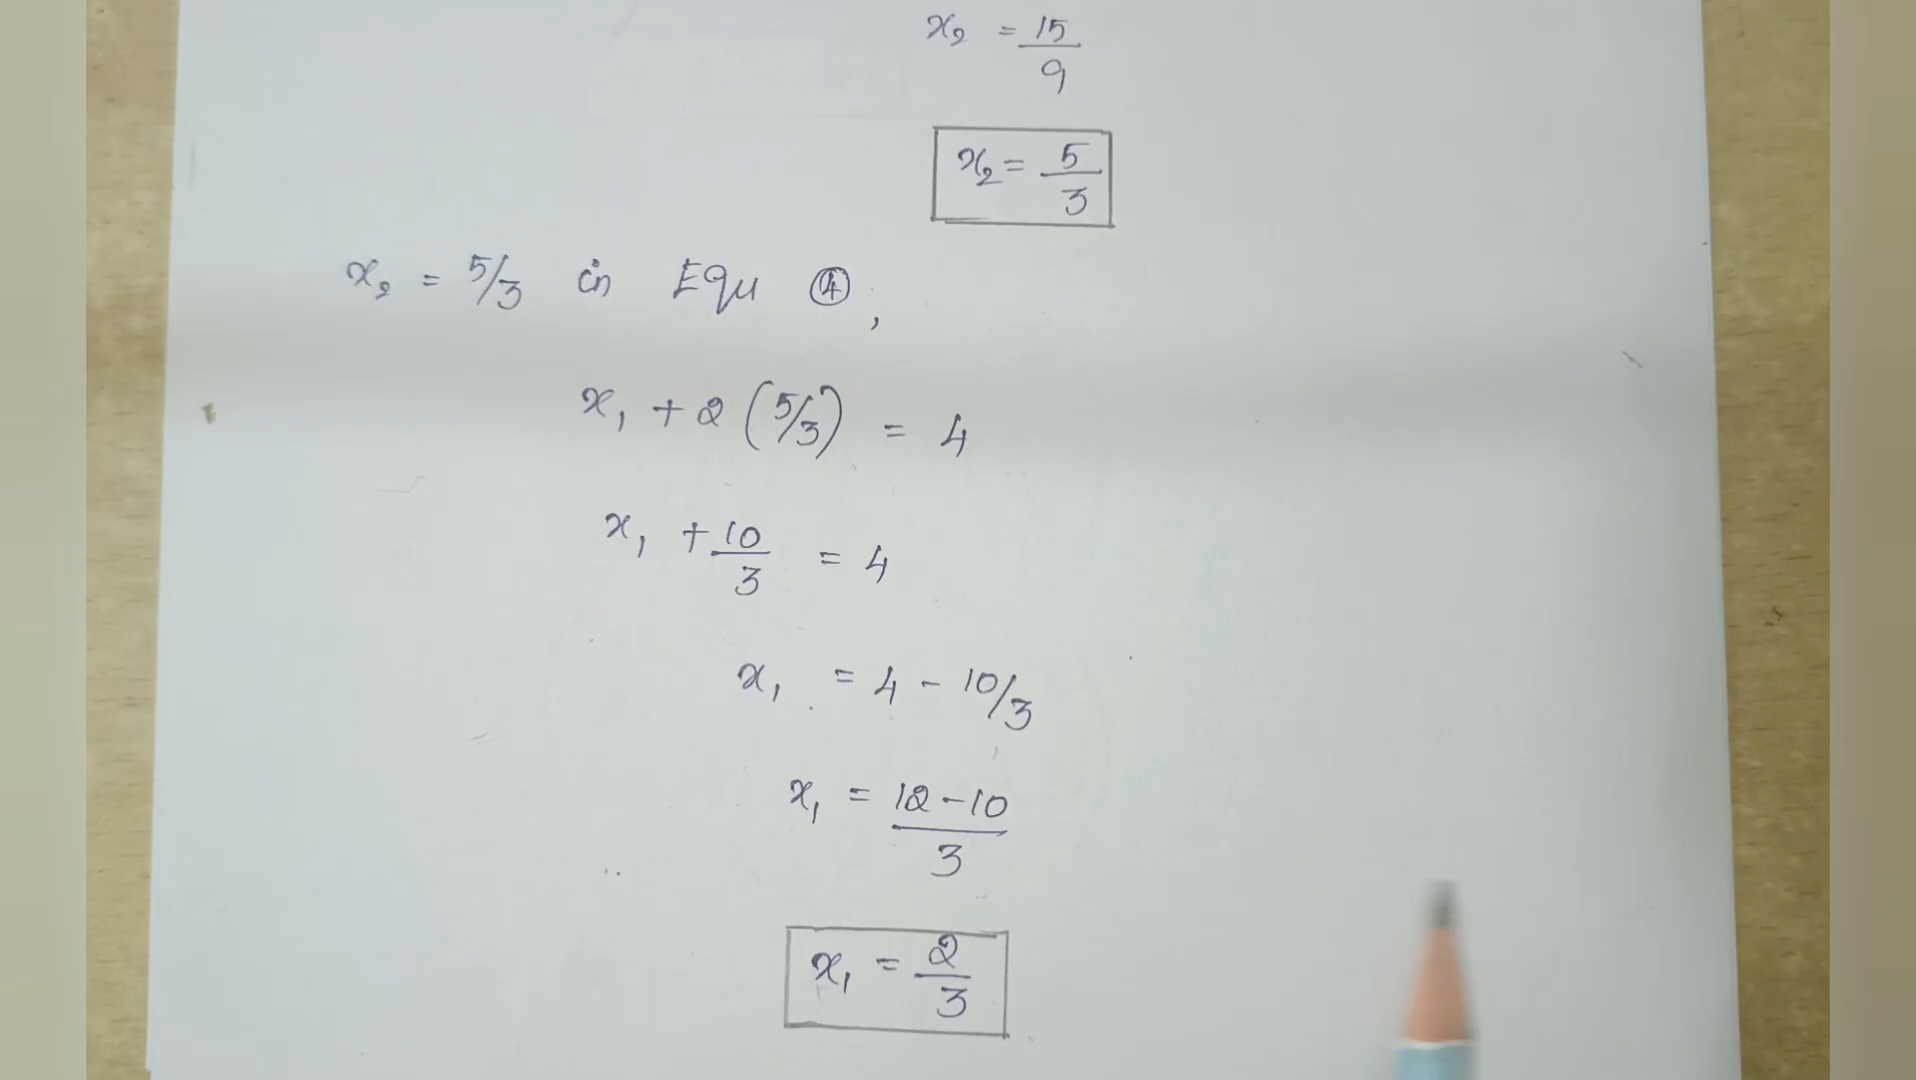 x₂ = 15/9
x₂ = 5/3
x₂ = 5/3 in Equ ④,
x₁ + 2 (5/3) = 4
x₁ + 10/3 = 4
x₁ = 4 - 10/3
x₁ = 12-10/3
x₁ = 2/3